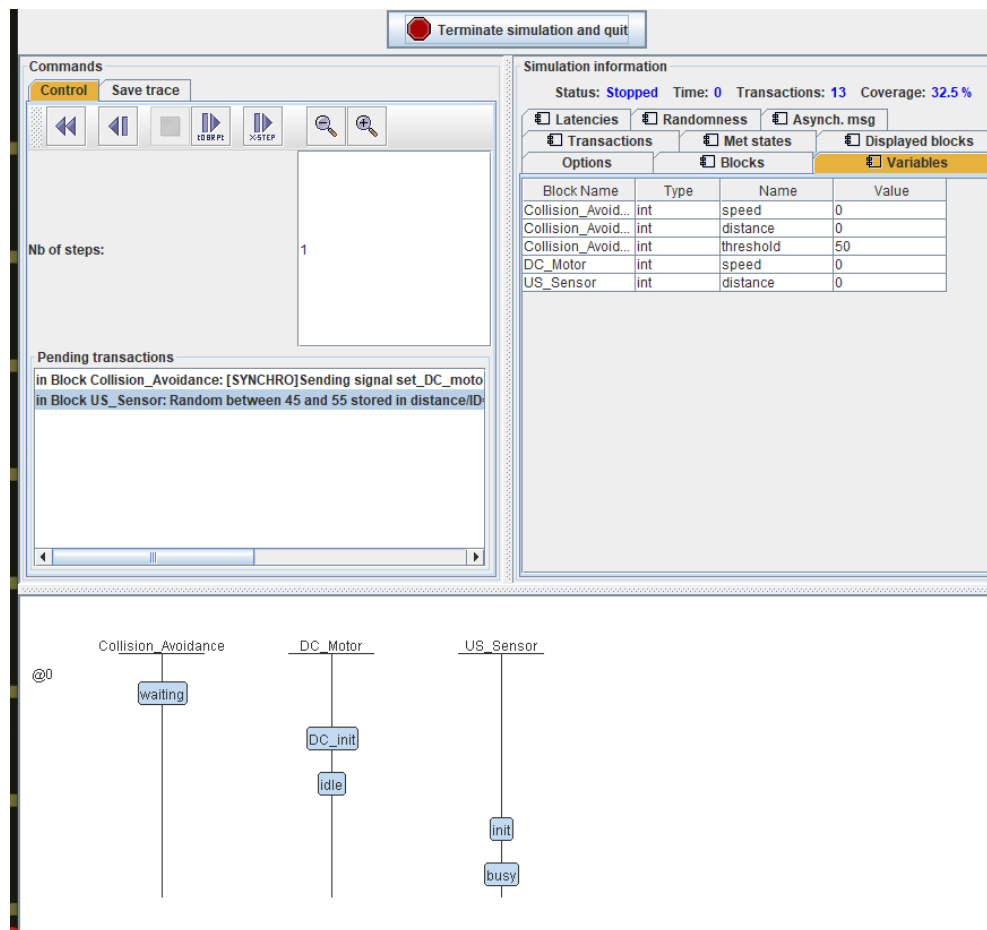 Terminate simulation and quit
Commands
Control Save trace
toBRPt X-STEP
Nb of steps: 1
Pending transactions
in Block Collision_Avoidance: [SYNCHRO]Sending signal set_DC_moto
in Block US_Sensor: Random between 45 and 55 stored in distance/ID
Simulation information
Status: Stopped Time: 0 Transactions: 13 Coverage: 32.5 %
Latencies Randomness Asynch. msg
Transactions Met states Displayed blocks
Options Blocks Variables
Block Name Type Name Value
Collision_Avoid... int speed 0
Collision_Avoid... int distance 0
Collision_Avoid... int threshold 50
DC_Motor int speed 0
US_Sensor int distance 0
Collision_Avoidance DC_Motor US_Sensor
@0
waiting
DC_init
idle
init
busy